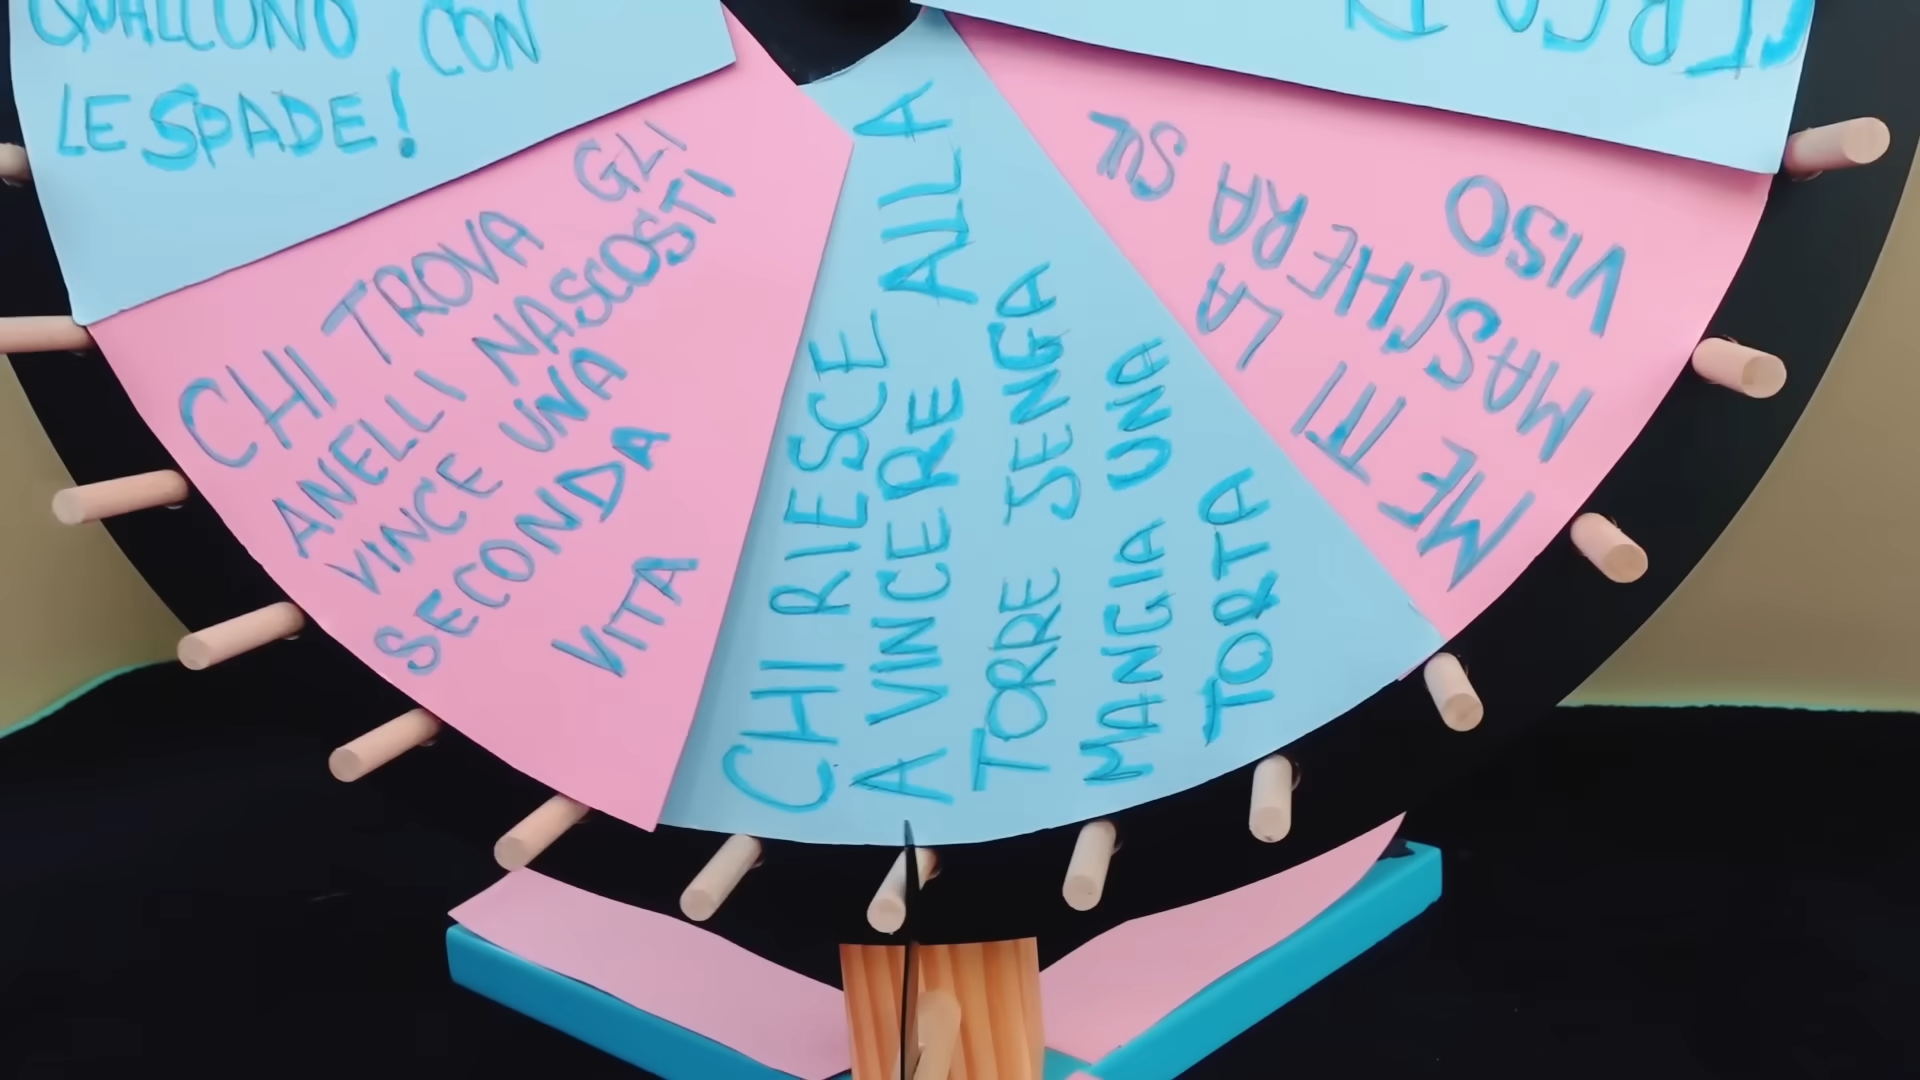 QUALCUNO CON
LE SPADE!
CHI TROVA GLI
ANELLI NASCOSTI
VINCE UNA
SECONDA
VITA
CHI RIESCE
A VINCERE ALLA
TORRE JENGA
MANGIA UNA
TORTA
METTI LA
MASCHERA SUL
VISO